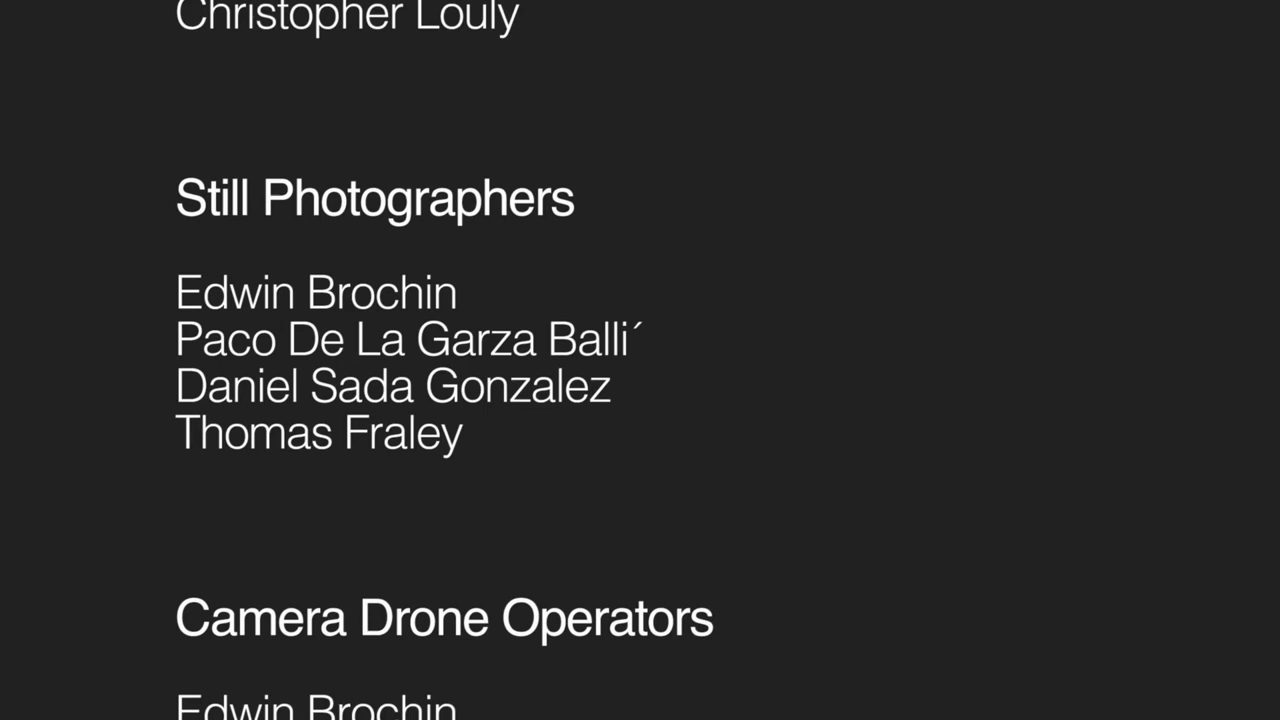 Christopher Louly
Still Photographers
Edwin Brochin
Paco De La Garza Balli´
Daniel Sada Gonzalez
Thomas Fraley
Camera Drone Operators
Edwin Brochin